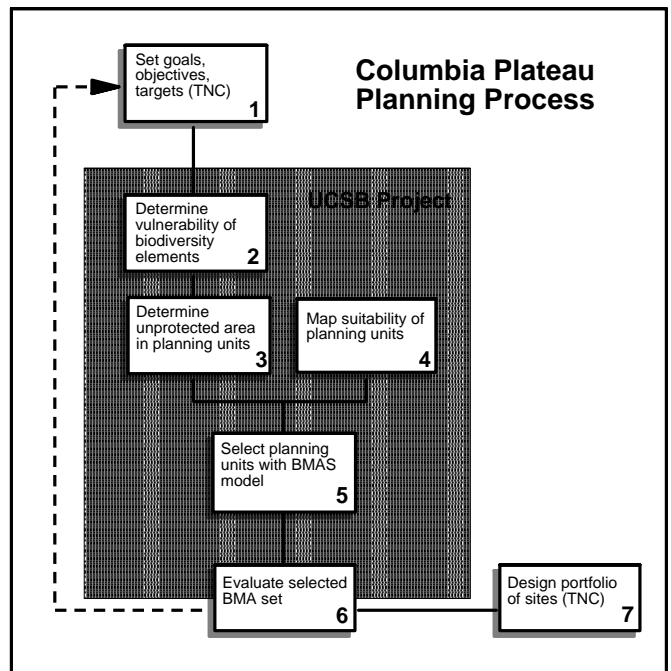 Columbia Plateau
Planning Process
Set goals,
objectives,
targets (TNC)
1
UCSB Project
Determine
vulnerability of
biodiversity
elements
2
Determine
unprotected area
in planning units
3
Map suitability of
planning units
4
Select planning
units with BMAS
model
5
Evaluate selected
BMA set
6
Design portfolio
of sites (TNC)
7